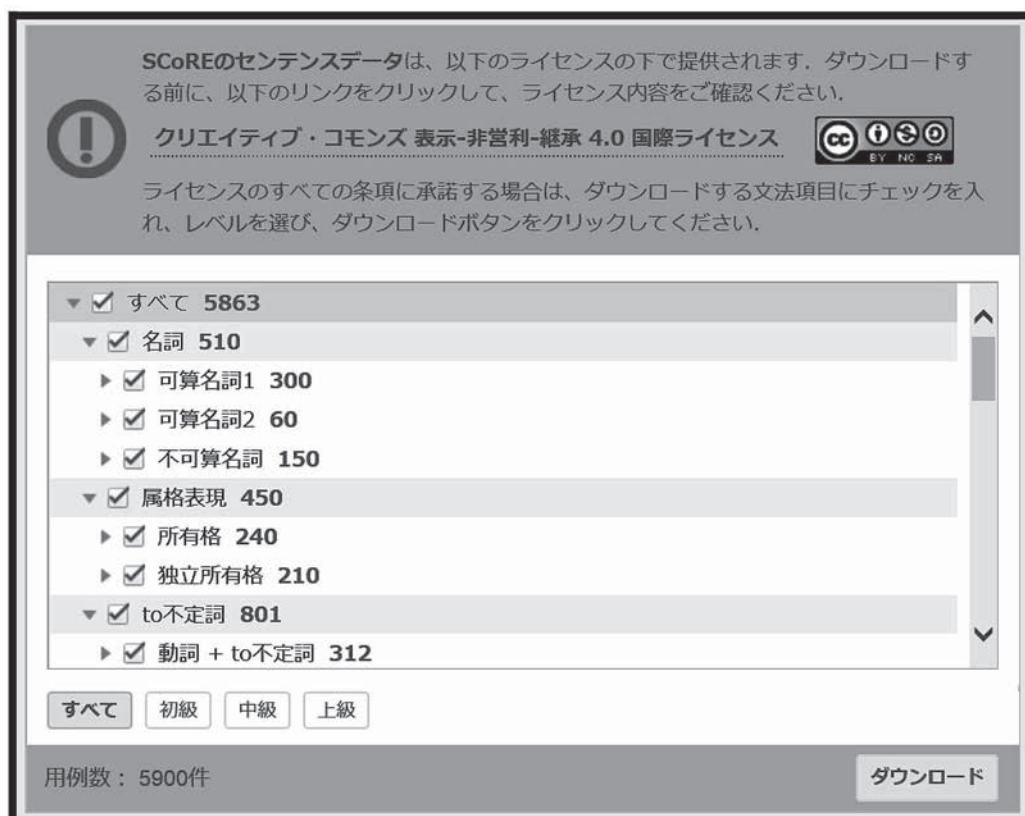 SCoREのセンテンスデータは、以下のライセンスの下で提供されます．ダウンロードす
る前に、以下のリンクをクリックして、ライセンス内容をご確認ください．
クリエイティブ・コモンズ 表示-非営利-継承 4.0 国際ライセンス
cc BY NC SA
ライセンスのすべての条項に承諾する場合は、ダウンロードする文法項目にチェックを入
れ、レベルを選び、ダウンロードボタンをクリックしてください．
すべて 5863
名詞 510
可算名詞1 300
可算名詞2 60
不可算名詞 150
属格表現 450
所有格 240
独立所有格 210
to不定詞 801
動詞 + to不定詞 312
すべて 初級 中級 上級
用例数： 5900件 ダウンロード